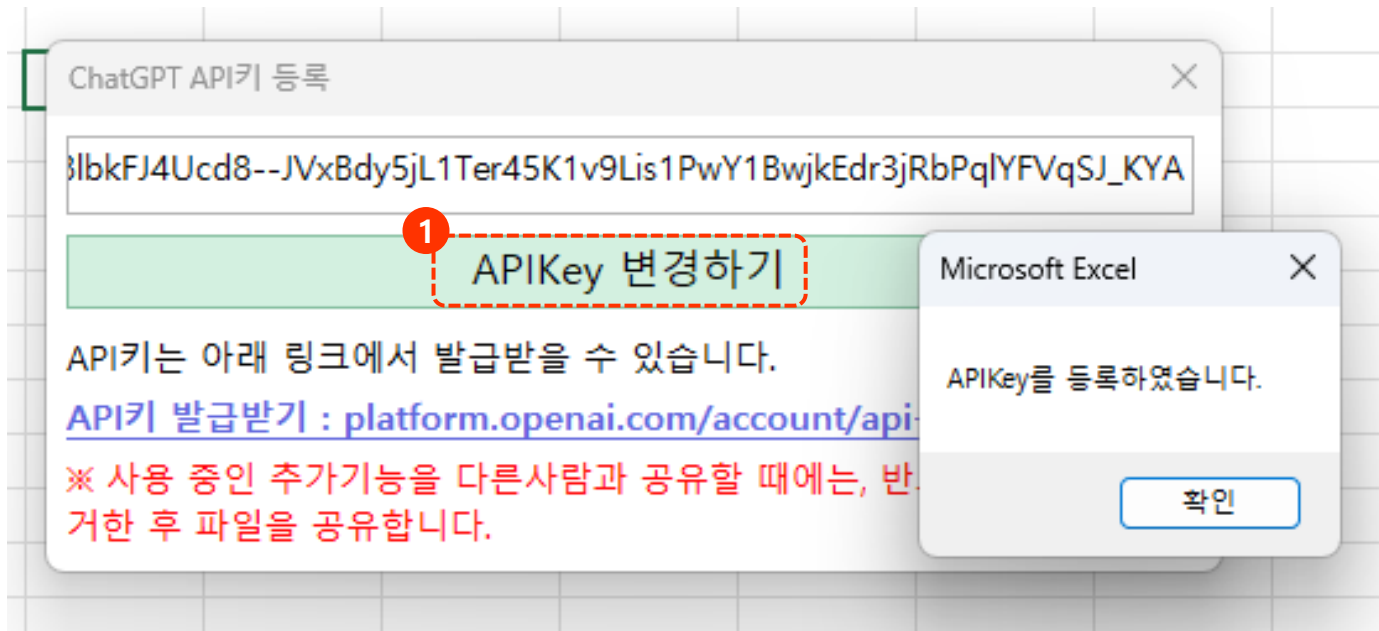 ChatGPT API키 등록
lbkFJ4Ucd8--JVxBdy5jL1Ter45K1v9Lis1PwY1BwjkEdr3jRbPqlYFVqSJ_KYA
1
APIKey 변경하기
API키는 아래 링크에서 발급받을 수 있습니다.
API키 발급받기 : platform.openai.com/account/api-
※ 사용 중인 추가기능을 다른사람과 공유할 때에는, 반
거한 후 파일을 공유합니다.
Microsoft Excel
APIKey를 등록하였습니다.
확인